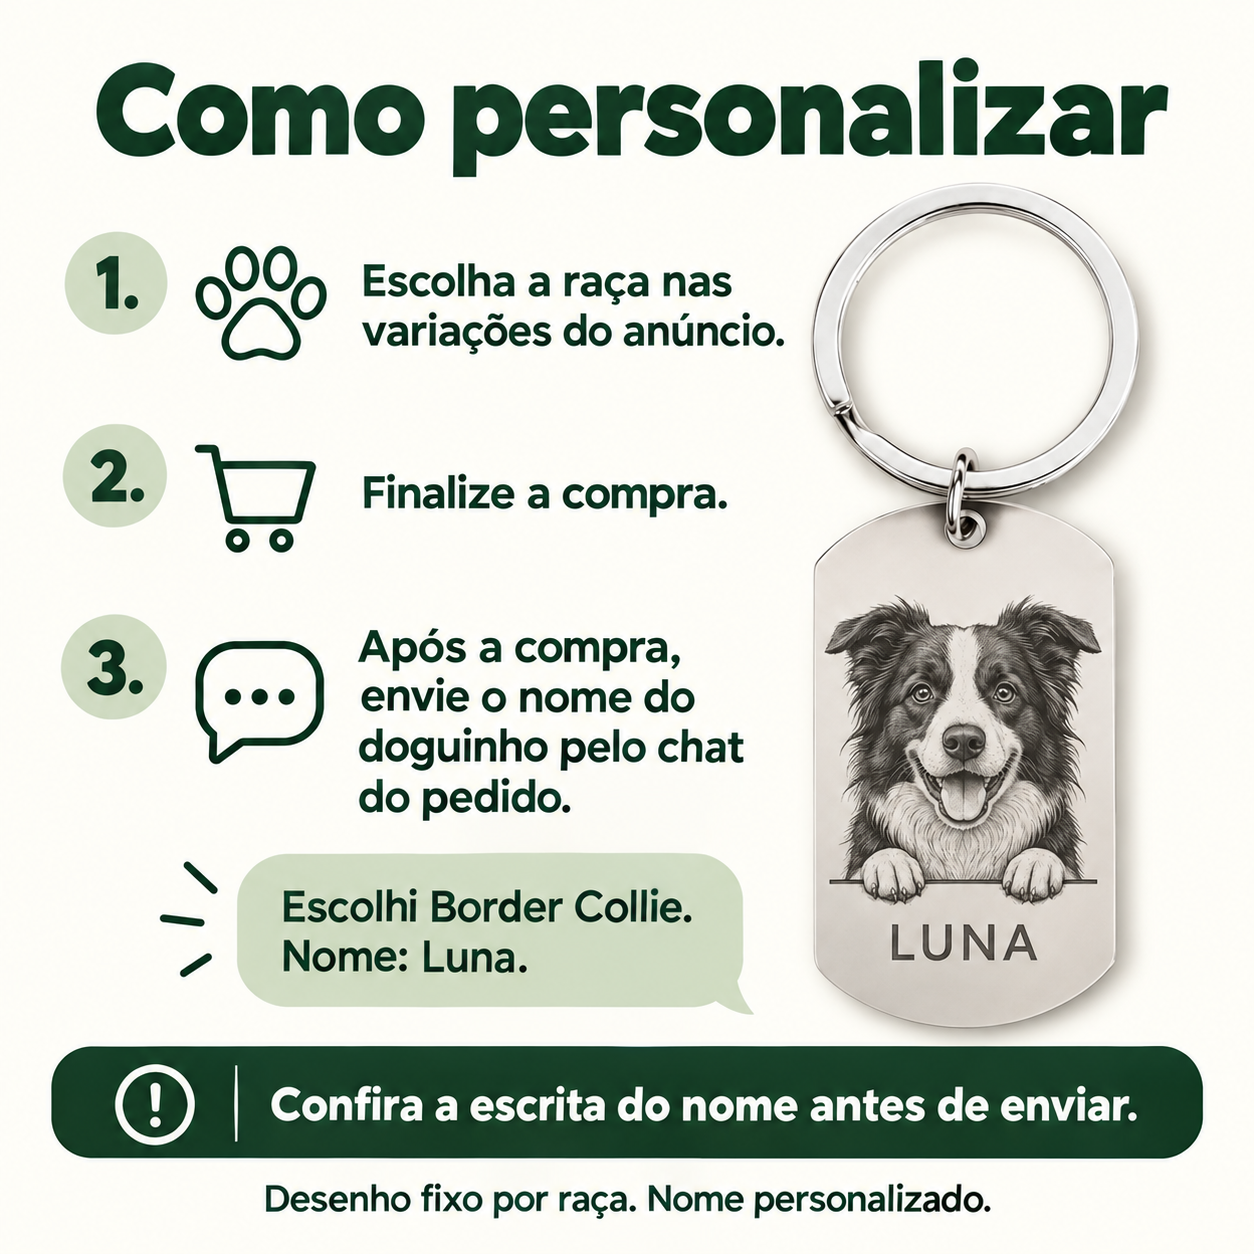 Como personalizar
1.
Escolha a raça nas
variações do anúncio.
2.
Finalize a compra.
3.
Após a compra,
envie o nome do
doguinho pelo chat
do pedido.
Escolhi Border Collie.
Nome: Luna.
LUNA
Confira a escrita do nome antes de enviar.
Desenho fixo por raça. Nome personalizado.